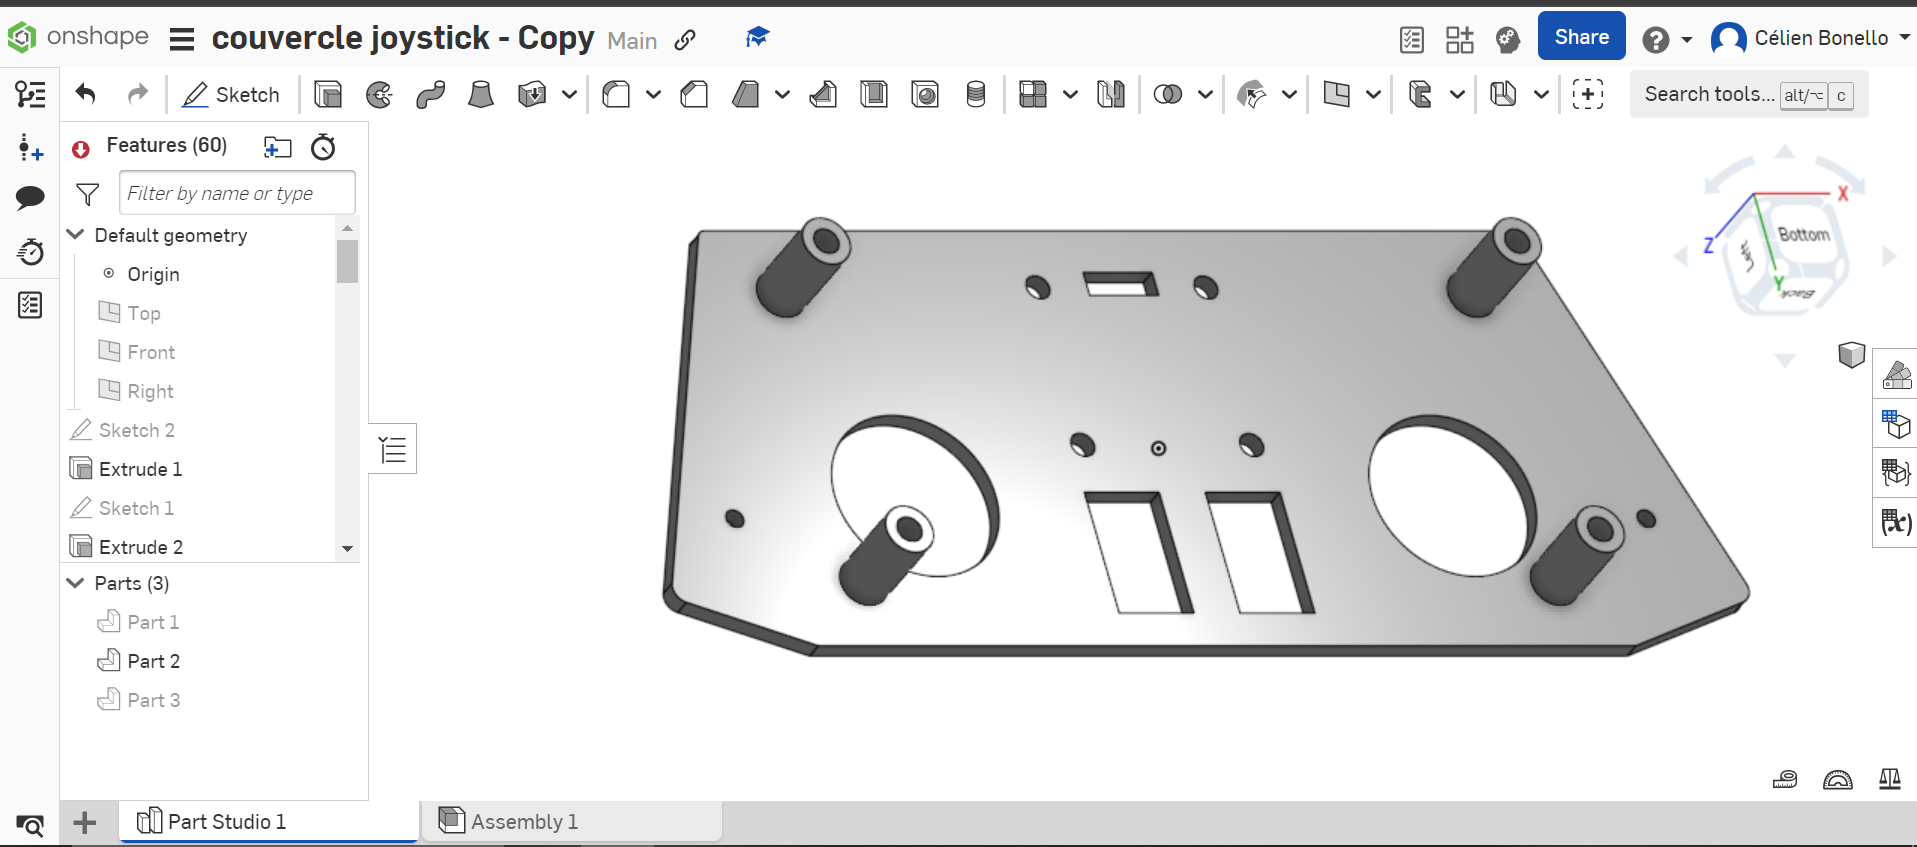 onshape
couvercle joystick - Copy Main
Share
Célien Bonello
Sketch
Search tools... alt/⌥ c
Features (60)
Filter by name or type
Default geometry
Origin
Top
Front
Right
Sketch 2
Extrude 1
Sketch 1
Extrude 2
Parts (3)
Part 1
Part 2
Part 3
X
Z
Y
Bottom
Left
Back
(x)
Part Studio 1
Assembly 1